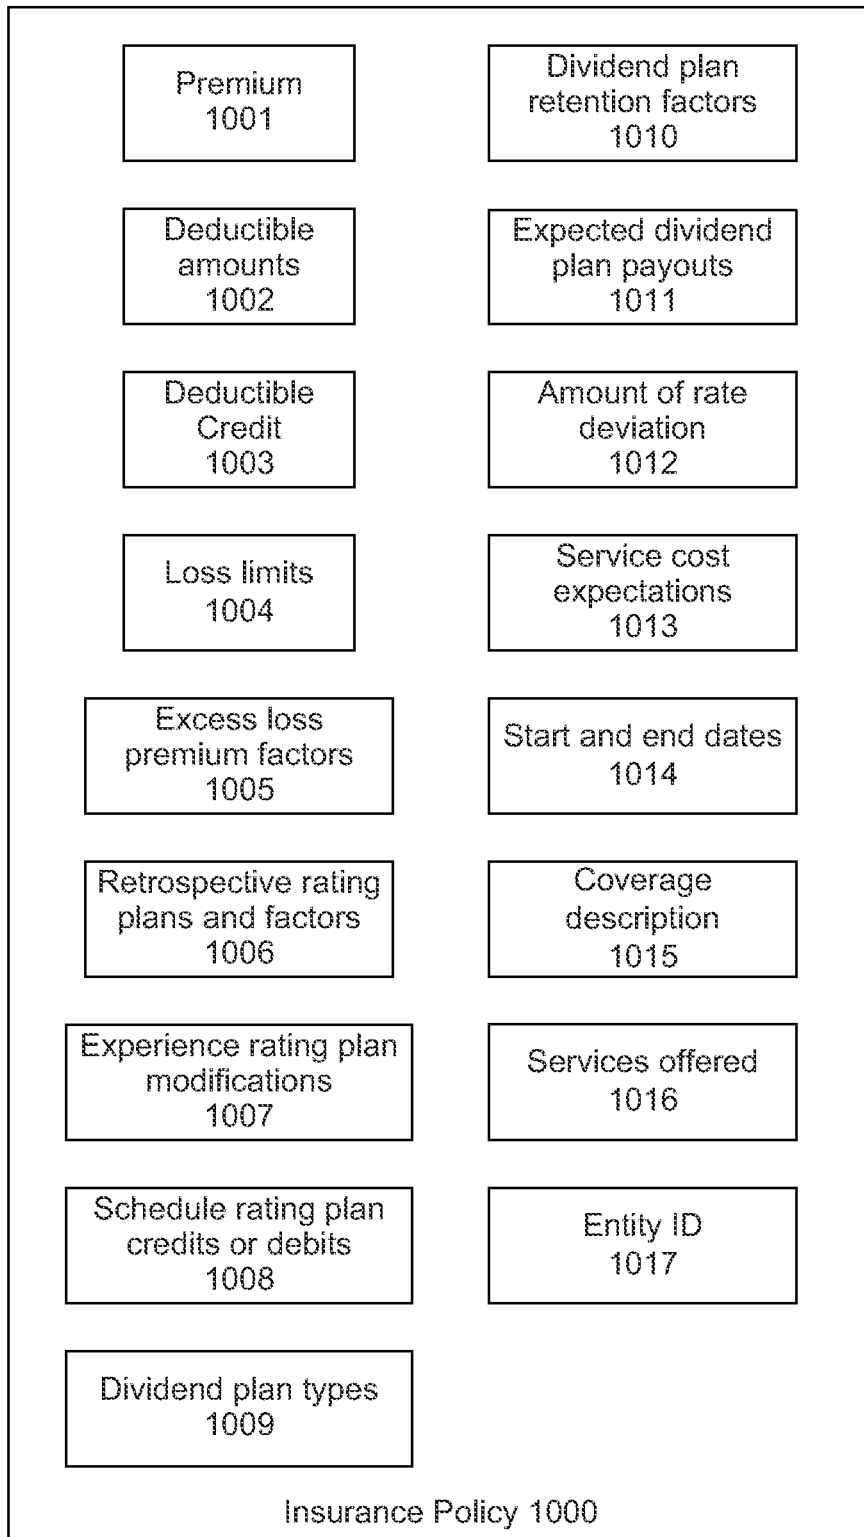 Premium
1001
Deductible
amounts
1002
Deductible
Credit
1003
Loss limits
1004
Excess loss
premium factors
1005
Retrospective rating
plans and factors
1006
Experience rating plan
modifications
1007
Schedule rating plan
credits or debits
1008
Dividend plan types
1009
Dividend plan
retention factors
1010
Expected dividend
plan payouts
1011
Amount of rate
deviation
1012
Service cost
expectations
1013
Start and end dates
1014
Coverage
description
1015
Services offered
1016
Entity ID
1017
Insurance Policy 1000